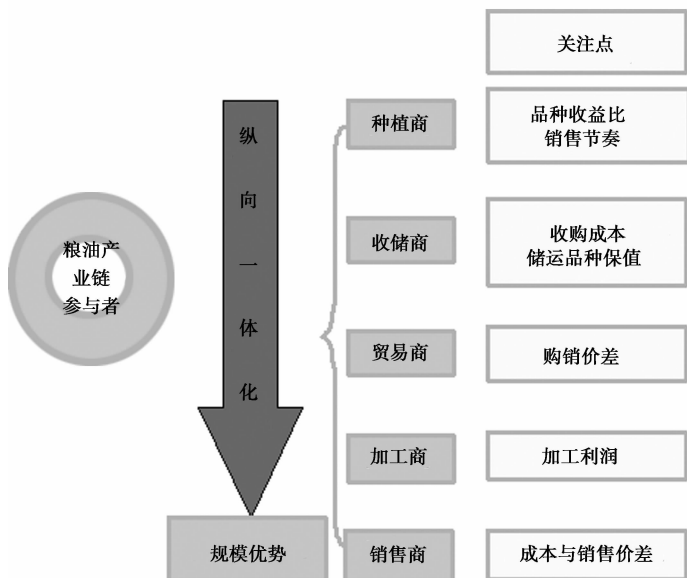 关注点
种植商
品种收益比
销售节奏
纵向一体化
粮油产
业链
参与者
收储商
收购成本
储运品种保值
贸易商
购销价差
加工商
加工利润
规模优势
销售商
成本与销售价差